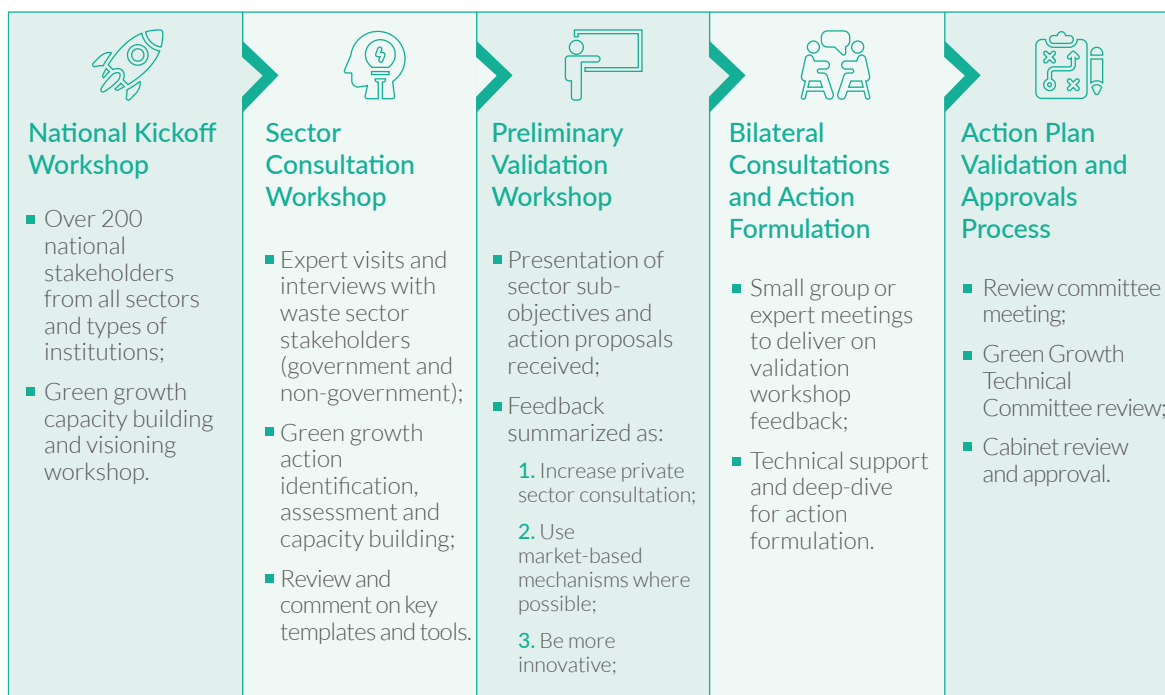 National Kickoff
Workshop
■ Over 200
national
stakeholders
from all sectors
and types of
institutions;
■ Green growth
capacity building
and visioning
workshop.
Sector
Consultation
Workshop
■ Expert visits and
interviews with
waste sector
stakeholders
(government and
non-government);
■ Green growth
action
identification,
assessment and
capacity building;
■ Review and
comment on key
templates and tools.
Preliminary
Validation
Workshop
■ Presentation of
sector sub-
objectives and
action proposals
received;
■ Feedback
summarized as:
1. Increase private
sector consultation;
2. Use
market-based
mechanisms where
possible;
3. Be more
innovative;
Bilateral
Consultations
and Action
Formulation
■ Small group or
expert meetings
to deliver on
validation
workshop
feedback;
■ Technical support
and deep-dive
for action
formulation.
Action Plan
Validation and
Approvals
Process
■ Review committee
meeting;
■ Green Growth
Technical
Committee review;
■ Cabinet review
and approval.